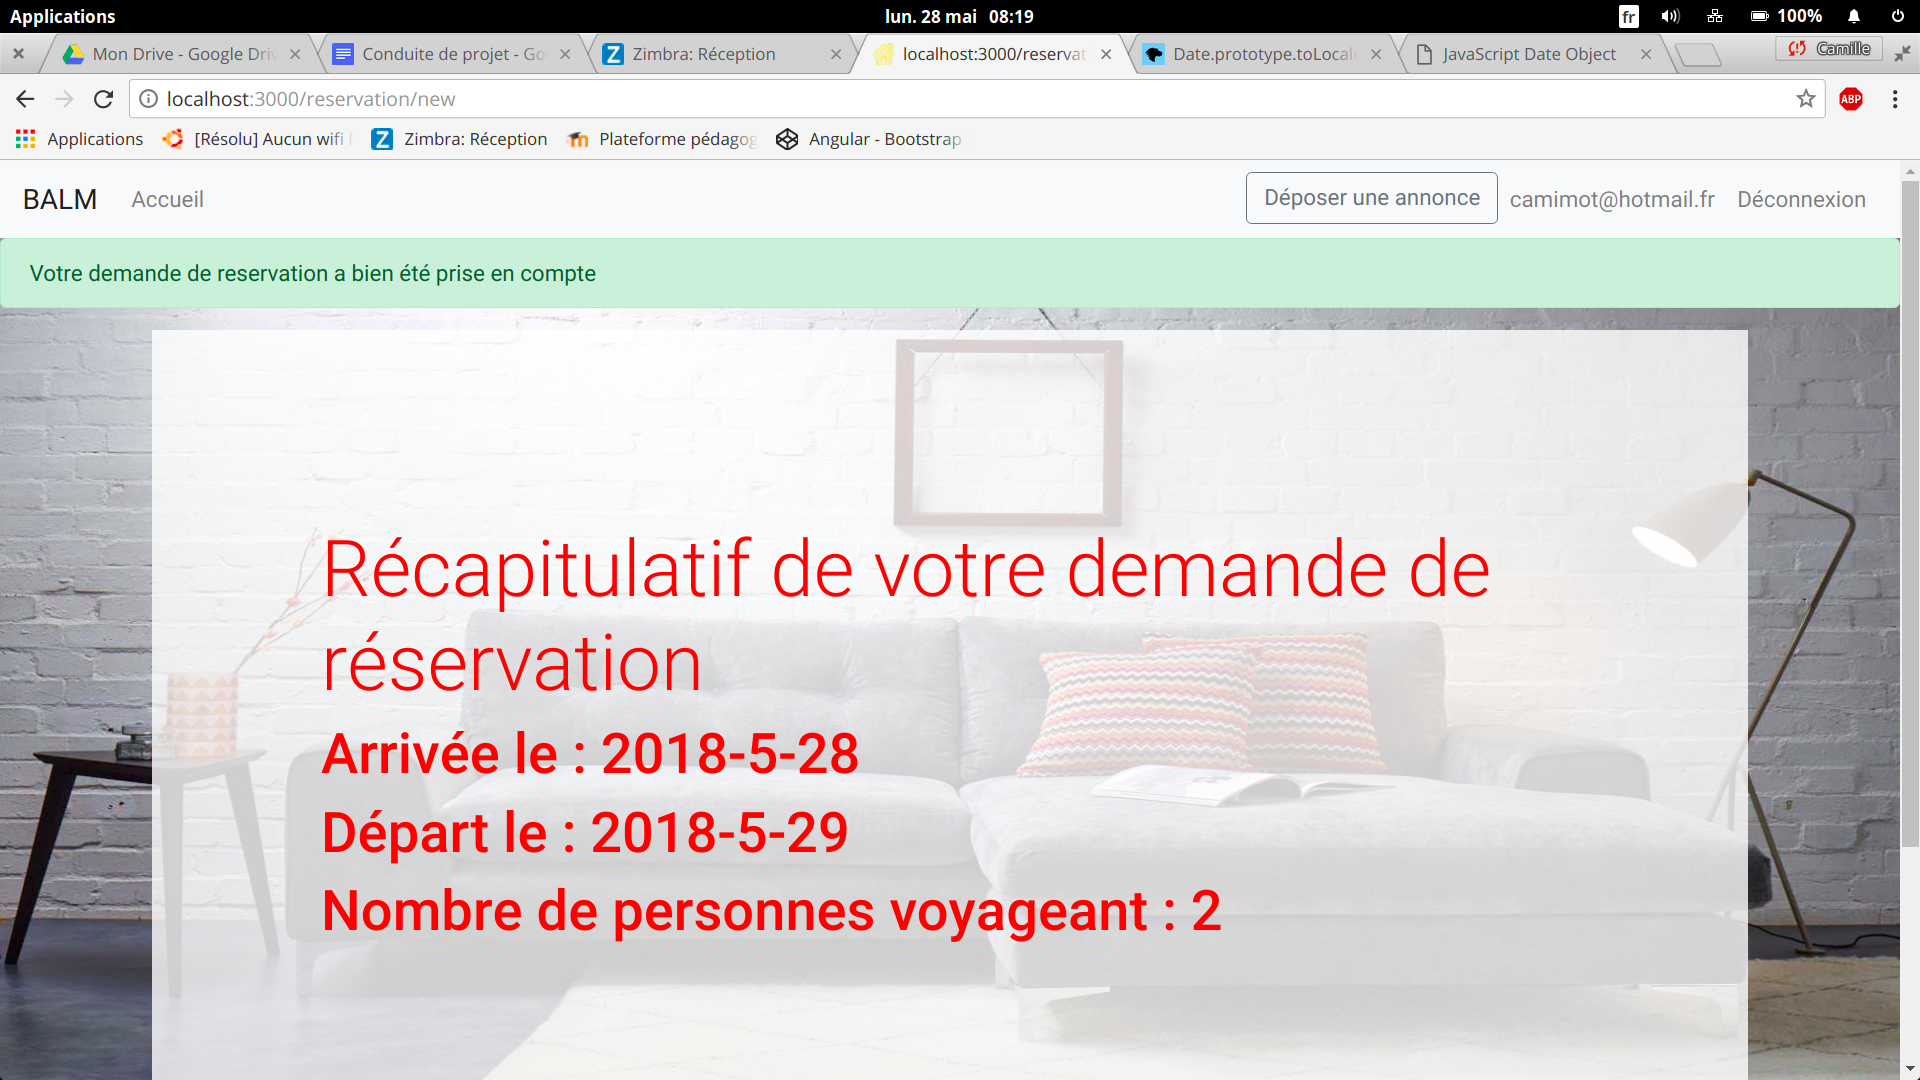 Applications
lun. 28 mai 08:19
fr
100%
Mon Drive - Google Driv
Conduite de projet - Go
Zimbra: Réception
localhost:3000/reservat
Date.prototype.toLocale
JavaScript Date Object
Camille
localhost:3000/reservation/new
ABP
Applications
[Résolu] Aucun wifi
Zimbra: Réception
Plateforme pédagog
Angular - Bootstrap
BALM
Accueil
Déposer une annonce
camimot@hotmail.fr
Déconnexion
Votre demande de reservation a bien été prise en compte
Récapitulatif de votre demande de
réservation
Arrivée le : 2018-5-28
Départ le : 2018-5-29
Nombre de personnes voyageant : 2